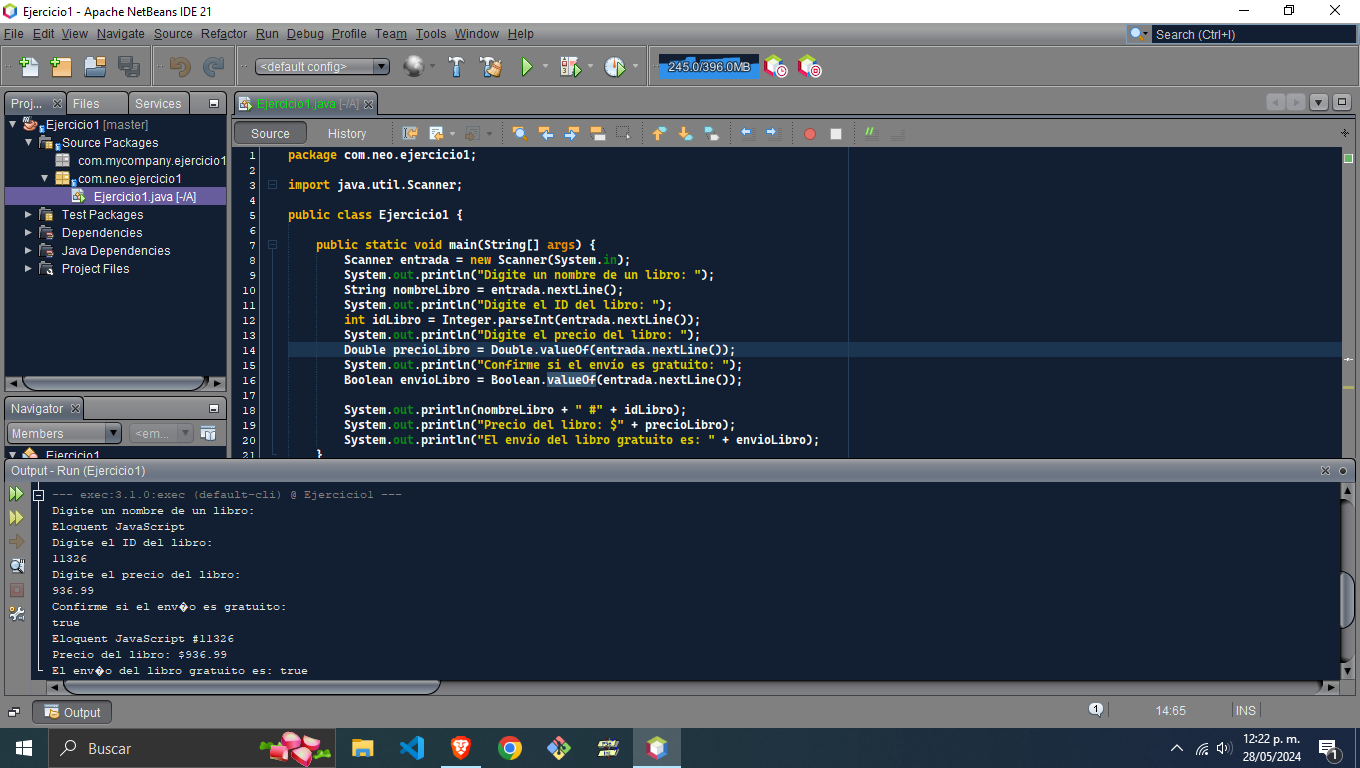 Ejercicio1 - Apache NetBeans IDE 21
File Edit View Navigate Source Refactor Run Debug Profile Team Tools Window Help
Search (Ctrl+I)
<default config>
245.0/396.0MB
Proj... Files Services
Ejercicio1 [master]
Source Packages
com.mycompany.ejercicio1
com.neo.ejercicio1
Ejercicio1.java [-/A]
Test Packages
Dependencies
Java Dependencies
Project Files
Navigator
Members
<em...
Ejercicio1
Ejercicio1.java [-/A]
Source History
1 package com.neo.ejercicio1;
2
3 import java.util.Scanner;
4
5 public class Ejercicio1 {
6
7 public static void main(String[] args) {
8 Scanner entrada = new Scanner(System.in);
9 System.out.println("Digite un nombre de un libro: ");
10 String nombreLibro = entrada.nextLine();
11 System.out.println("Digite el ID del libro: ");
12 int idLibro = Integer.parseInt(entrada.nextLine());
13 System.out.println("Digite el precio del libro: ");
14 Double precioLibro = Double.valueOf(entrada.nextLine());
15 System.out.println("Confirme si el envío es gratuito: ");
16 Boolean envioLibro = Boolean.valueOf(entrada.nextLine());
17
18 System.out.println(nombreLibro + " #" + idLibro);
19 System.out.println("Precio del libro: $" + precioLibro);
20 System.out.println("El envío del libro gratuito es: " + envioLibro);
21 }
Output - Run (Ejercicio1)
--- exec:3.1.0:exec (default-cli) @ Ejercicio1 ---
Digite un nombre de un libro:
Eloquent JavaScript
Digite el ID del libro:
11326
Digite el precio del libro:
936.99
Confirme si el env�o es gratuito:
true
Eloquent JavaScript #11326
Precio del libro: $936.99
El env�o del libro gratuito es: true
Output
1
14:65
INS
Buscar
12:22 p. m.
28/05/2024
1